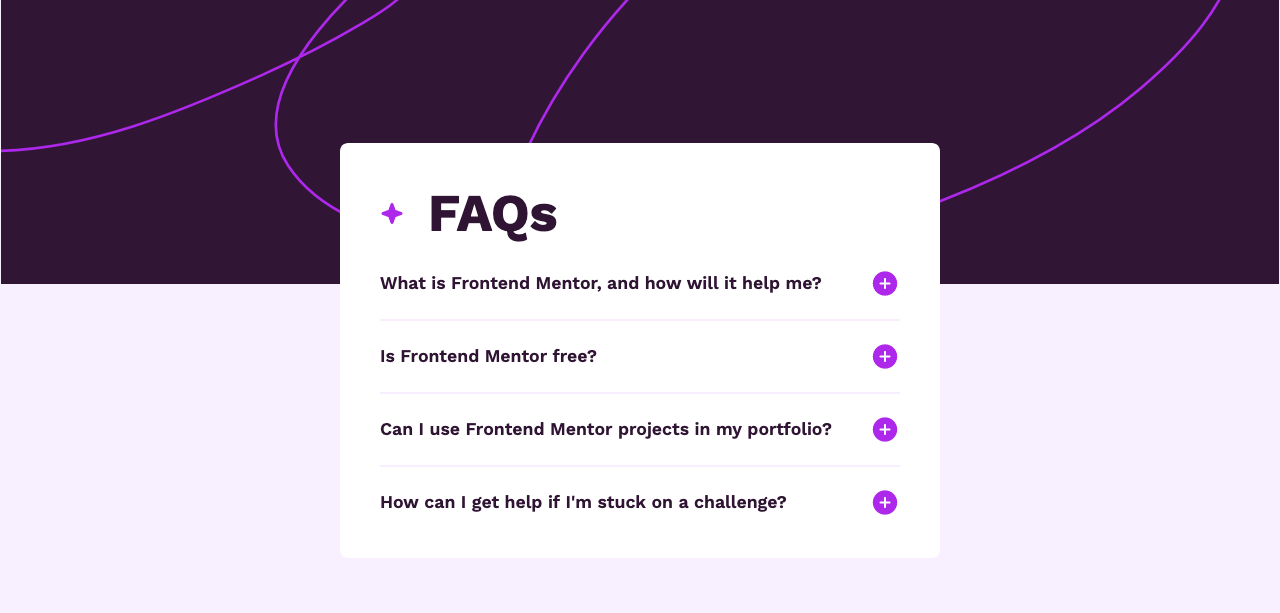 FAQs
What is Frontend Mentor, and how will it help me?
Is Frontend Mentor free?
Can I use Frontend Mentor projects in my portfolio?
How can I get help if I'm stuck on a challenge?